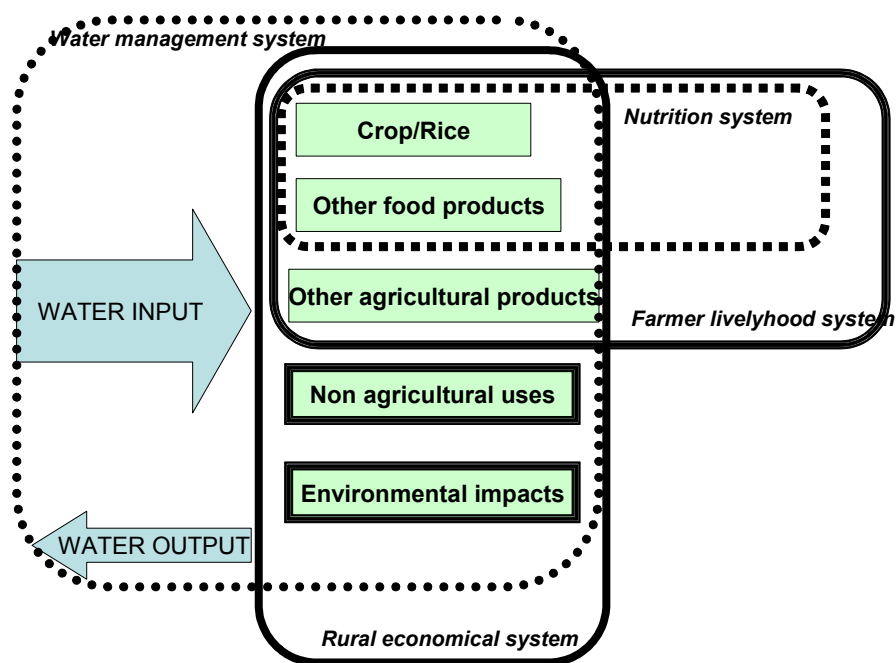 Water management system
Crop/Rice
Nutrition system
Other food products
WATER INPUT
Other agricultural products
Farmer livelyhood system
Non agricultural uses
Environmental impacts
WATER OUTPUT
Rural economical system